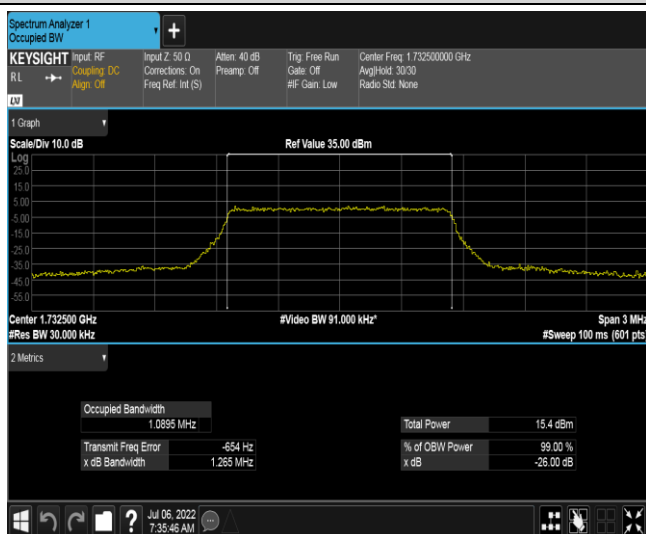 Spectrum Analyzer 1
Occupied BW
+
KEYSIGHT
RL
LXI
Input: RF
Coupling: DC
Align: Off
Input Z: 50 Ω
Corrections: On
Freq Ref: Int (S)
Atten: 40 dB
Preamp: Off
Trig: Free Run
Gate: Off
#IF Gain: Low
Center Freq: 1.732500000 GHz
Avg|Hold: 30/30
Radio Std: None
1 Graph
Scale/Div 10.0 dB
Ref Value 35.00 dBm
Log
25.0
15.0
5.00
-5.00
-15.0
-25.0
-35.0
-45.0
-55.0
Center 1.732500 GHz
#Video BW 91.000 kHz*
Span 3 MHz
#Res BW 30.000 kHz
#Sweep 100 ms (601 pts)
2 Metrics
Occupied Bandwidth
1.0895 MHz
Transmit Freq Error -654 Hz
x dB Bandwidth 1.265 MHz
Total Power 15.4 dBm
% of OBW Power 99.00 %
x dB -26.00 dB
?
Jul 06, 2022
7:35:46 AM